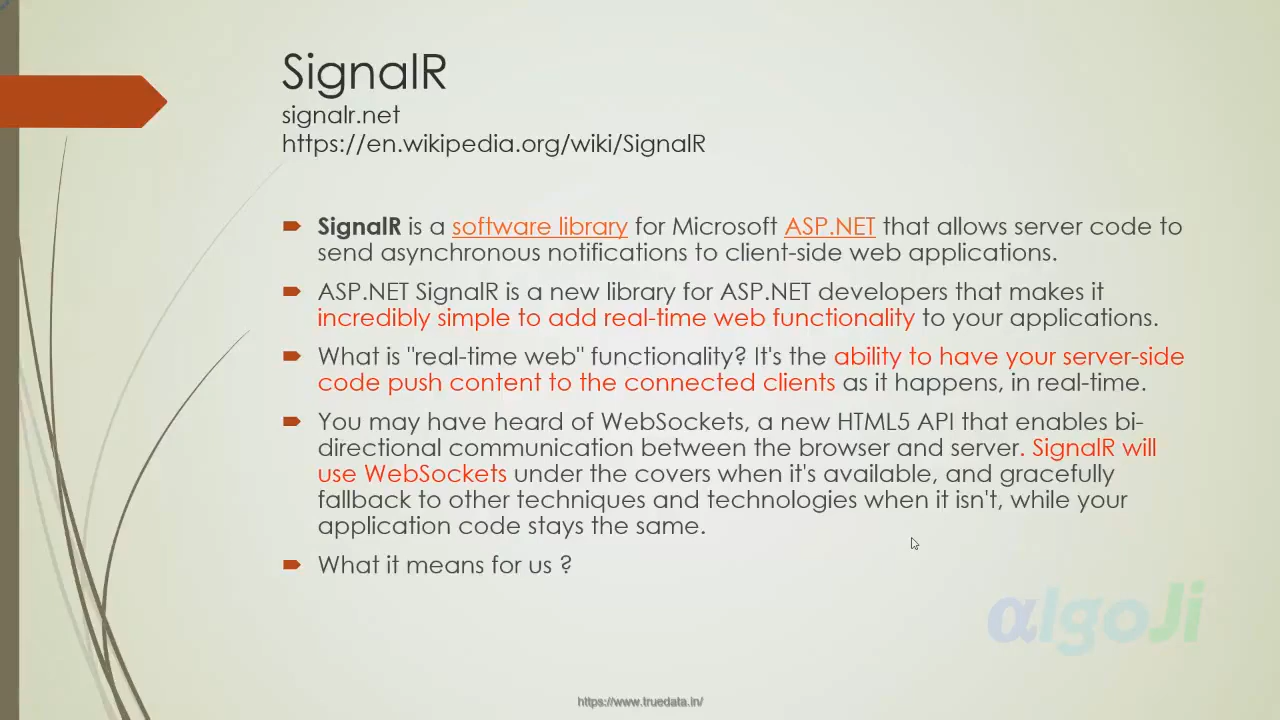 SignalR
signalr.net
https://en.wikipedia.org/wiki/SignalR
SignalR is a software library for Microsoft ASP.NET that allows server code to
send asynchronous notifications to client-side web applications.
ASP.NET SignalR is a new library for ASP.NET developers that makes it
incredibly simple to add real-time web functionality to your applications.
What is "real-time web" functionality? It's the ability to have your server-side
code push content to the connected clients as it happens, in real-time.
You may have heard of WebSockets, a new HTML5 API that enables bi-
directional communication between the browser and server. SignalR will
use WebSockets under the covers when it's available, and gracefully
fallback to other techniques and technologies when it isn't, while your
application code stays the same.
What it means for us ?
αlgoJi
https://www.truedata.in/